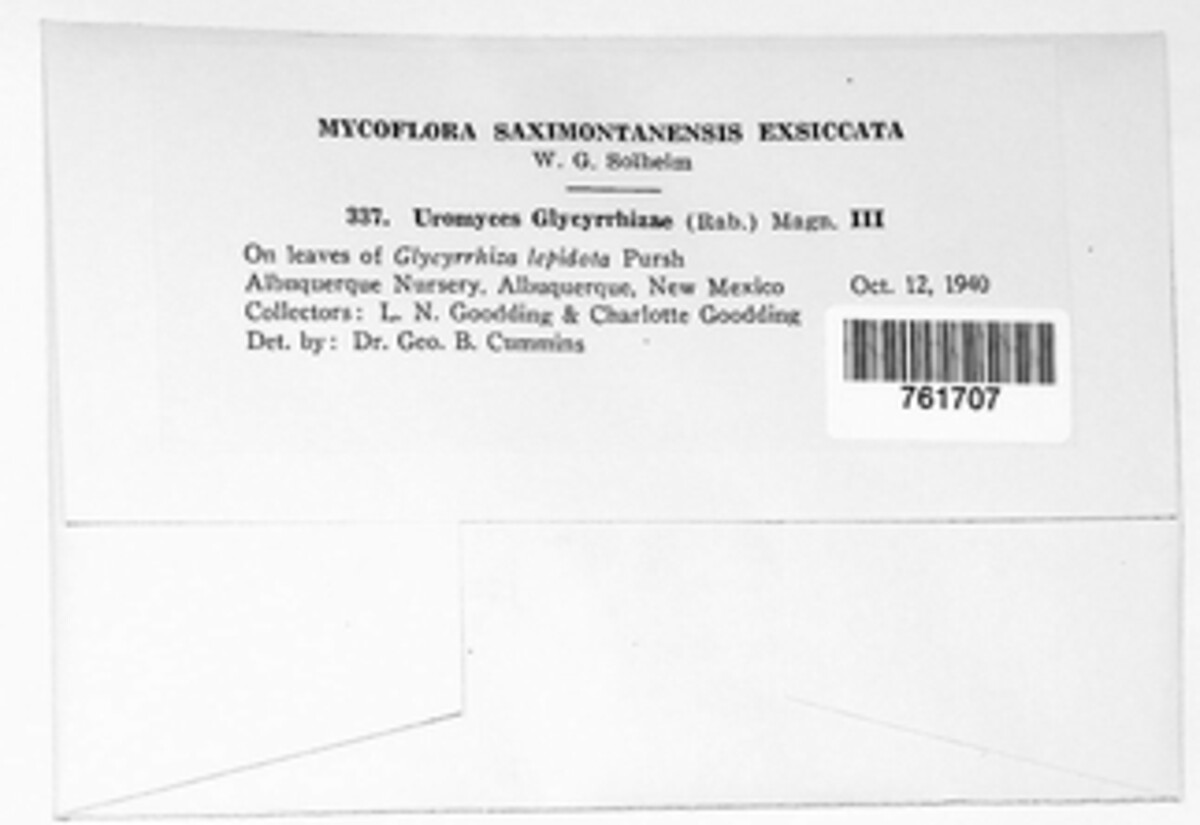 MYCOFLORA SAXIMONTANENSIS EXSICCATA
W. G. Solheim
337. Uromyces Glycyrrhizae (Rab.) Magn. III
On leaves of Glycyrrhiza lepidota Pursh
Albuquerque Nursery, Albuquerque, New Mexico Oct. 12, 1940
Collectors: L. N. Goodding & Charlotte Goodding
Det. by: Dr. Geo. B. Cummins
761707